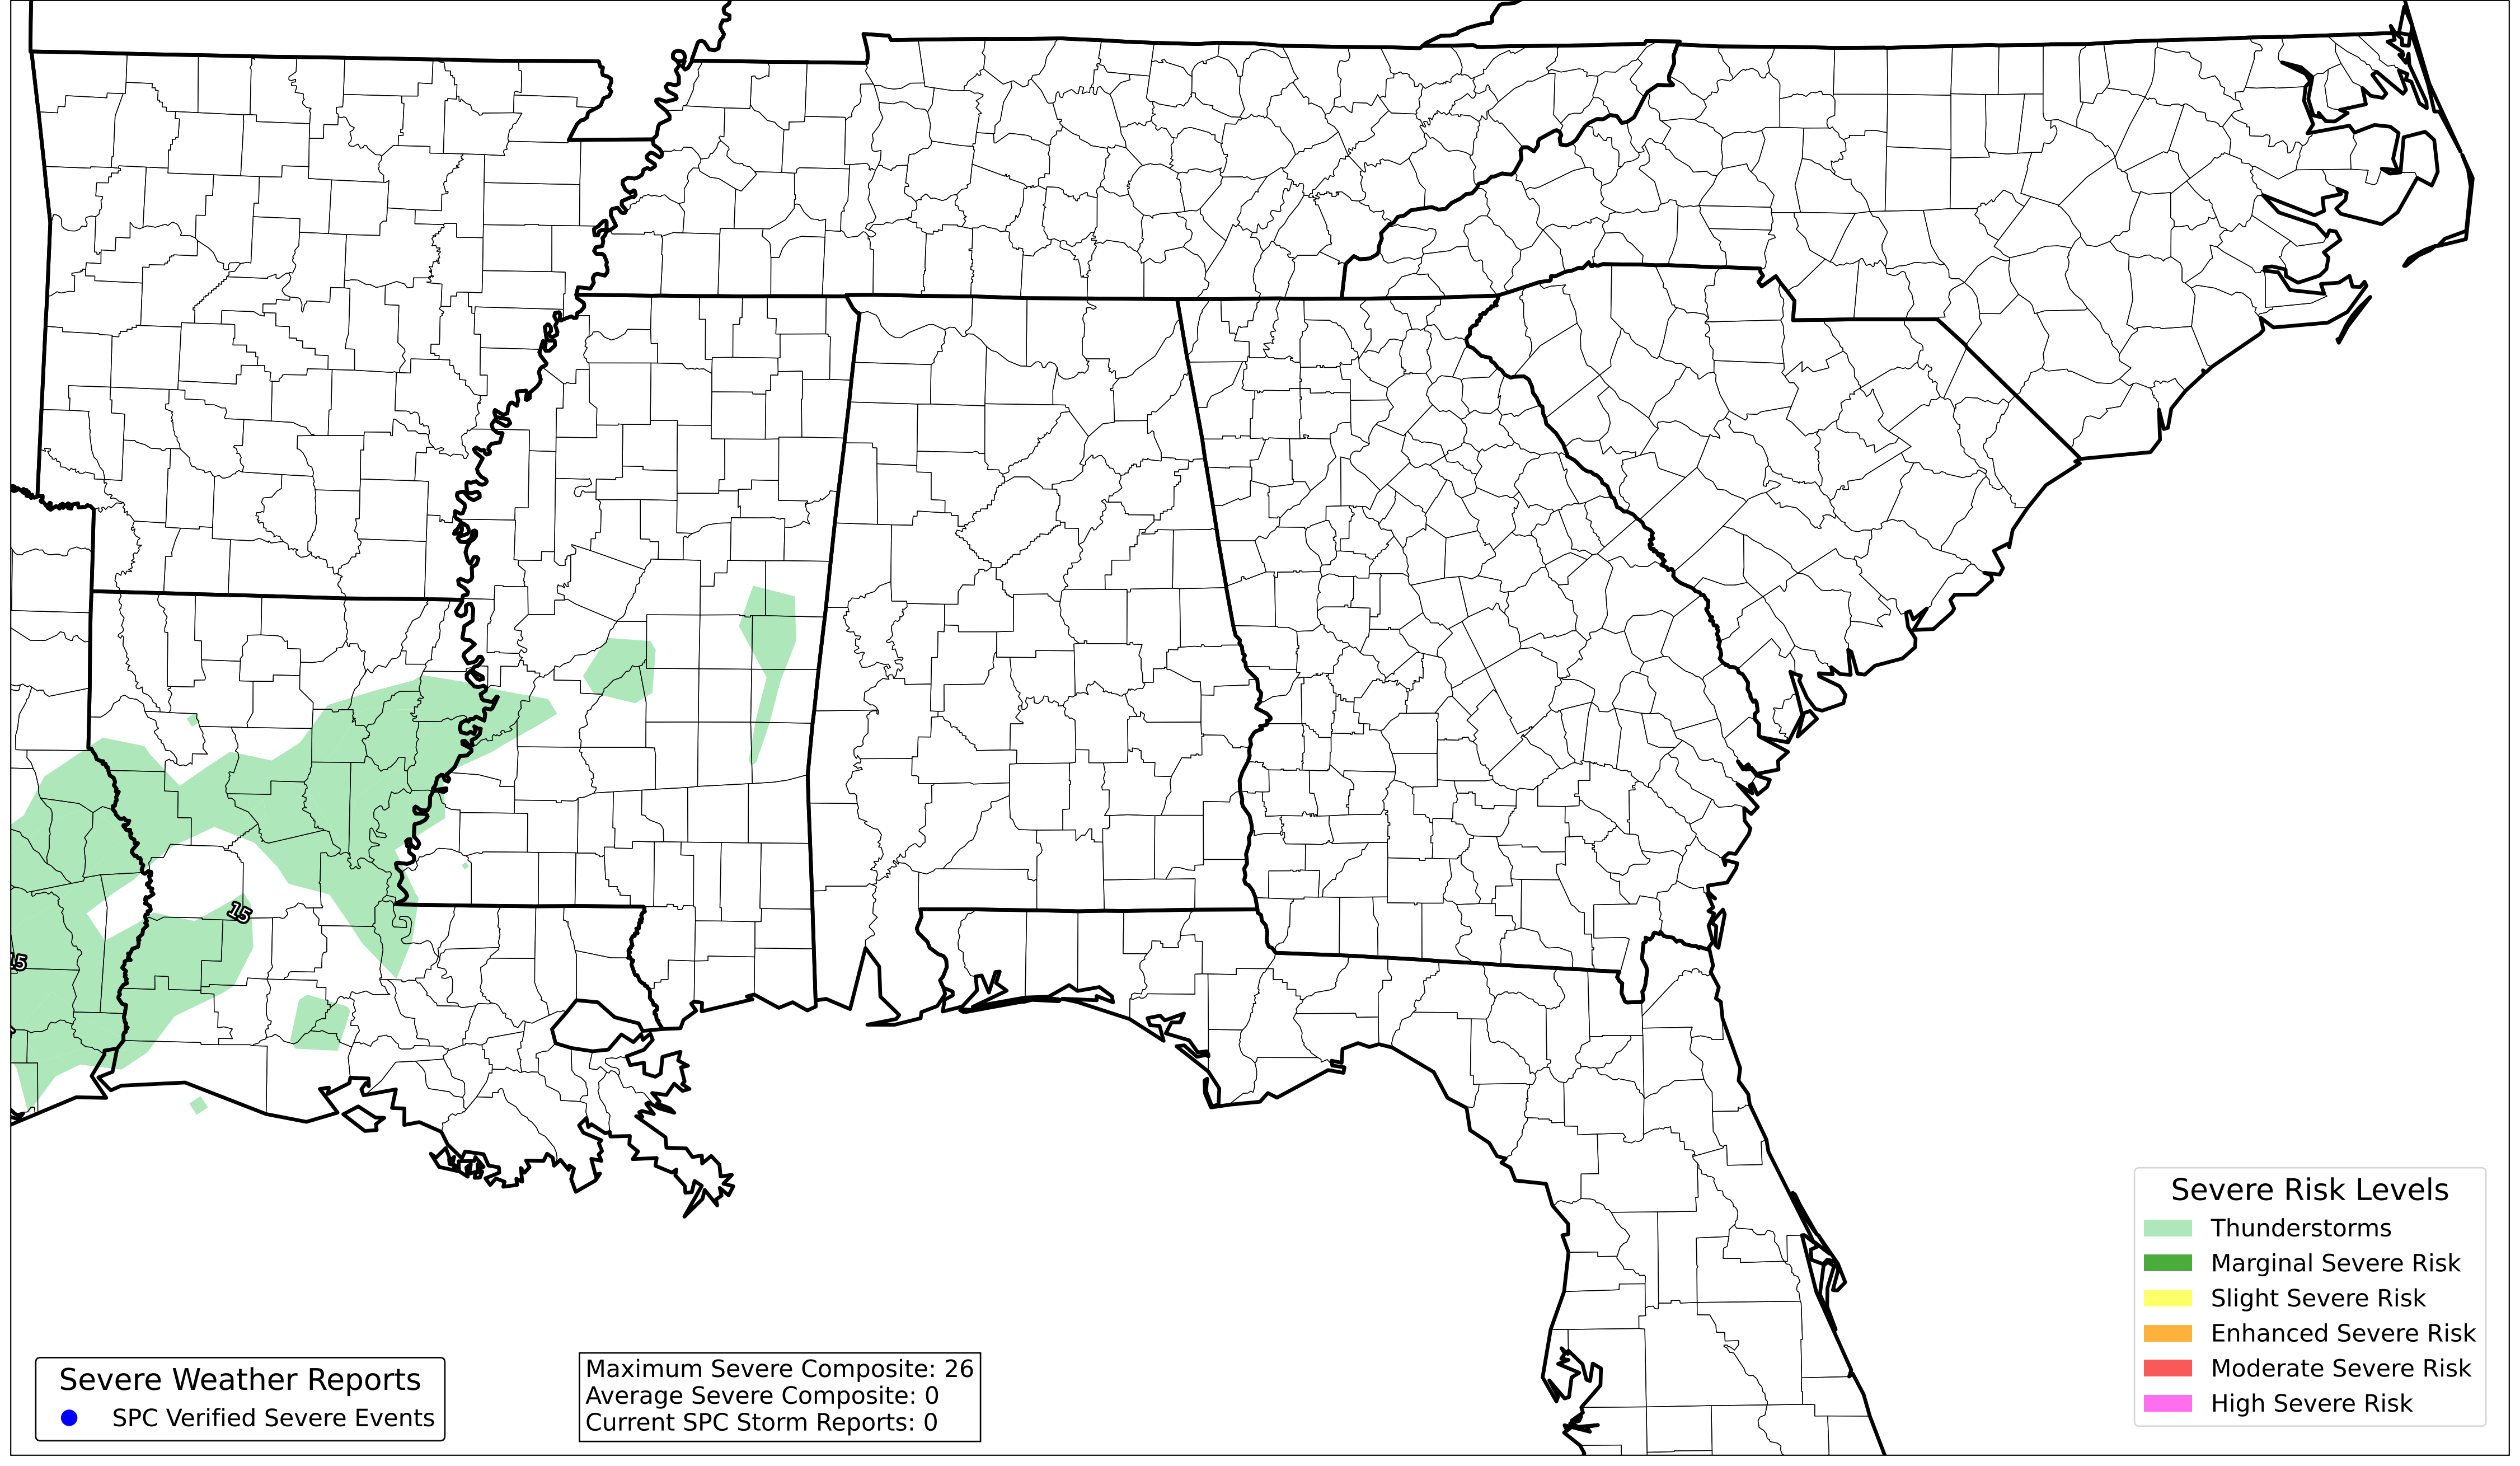 15
15
Severe Risk Levels
Thunderstorms
Marginal Severe Risk
Slight Severe Risk
Enhanced Severe Risk
Moderate Severe Risk
High Severe Risk
Severe Weather Reports
SPC Verified Severe Events
Maximum Severe Composite: 26
Average Severe Composite: 0
Current SPC Storm Reports: 0